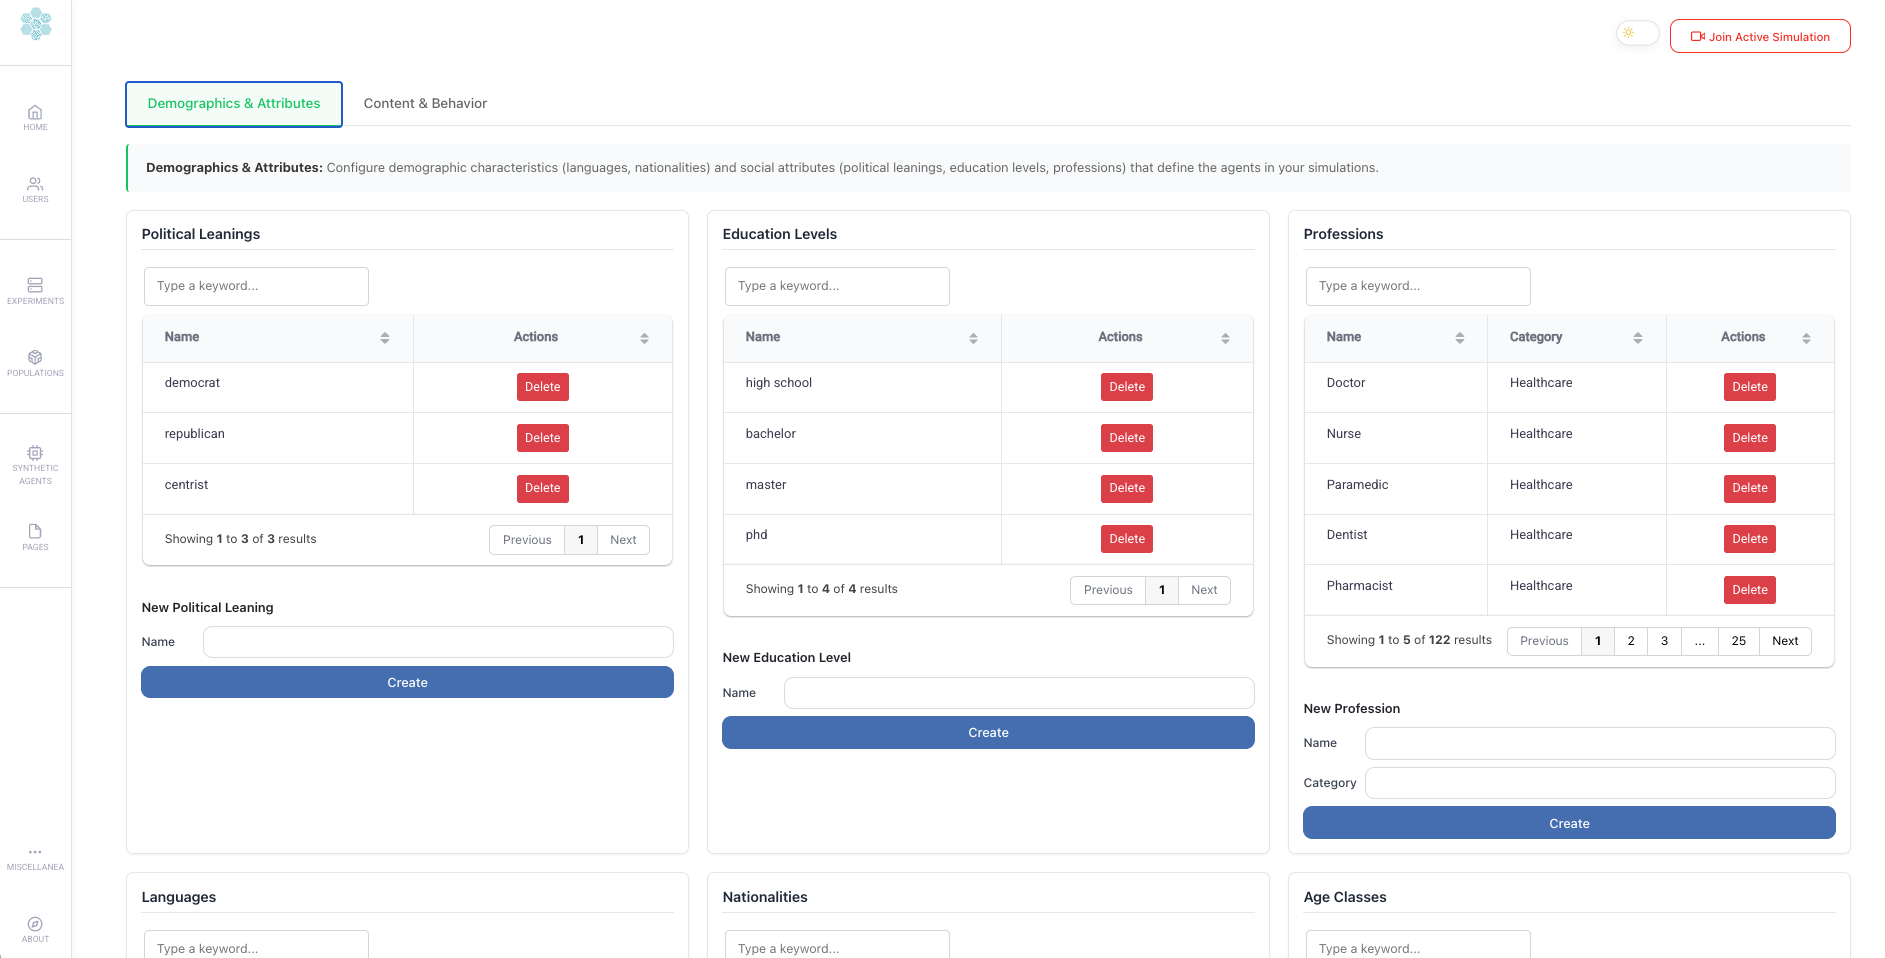 Join Active Simulation
HOME
USERS
EXPERIMENTS
POPULATIONS
SYNTHETIC
AGENTS
PAGES
MISCELLANEA
ABOUT
Demographics & Attributes
Content & Behavior
Demographics & Attributes: Configure demographic characteristics (languages, nationalities) and social attributes (political leanings, education levels, professions) that define the agents in your simulations.
Political Leanings
Type a keyword...
Name Actions
democrat Delete
republican Delete
centrist Delete
Showing 1 to 3 of 3 results Previous 1 Next
New Political Leaning
Name
Create
Education Levels
Type a keyword...
Name Actions
high school Delete
bachelor Delete
master Delete
phd Delete
Showing 1 to 4 of 4 results Previous 1 Next
New Education Level
Name
Create
Professions
Type a keyword...
Name Category Actions
Doctor Healthcare Delete
Nurse Healthcare Delete
Paramedic Healthcare Delete
Dentist Healthcare Delete
Pharmacist Healthcare Delete
Showing 1 to 5 of 122 results Previous 1 2 3 ... 25 Next
New Profession
Name
Category
Create
Languages
Type a keyword...
Nationalities
Type a keyword...
Age Classes
Type a keyword...